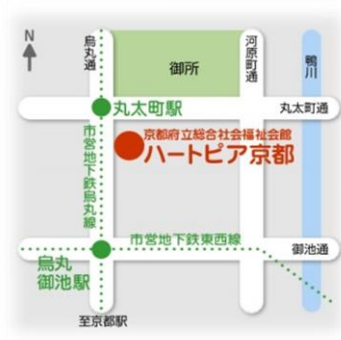 N
烏丸通
御所
河原町通
鴨川
丸太町駅
丸太町通
京都府立総合社会福祉会館
ハートピア京都
市営地下鉄烏丸線
市営地下鉄東西線
御池通
烏丸
御池駅
至京都駅